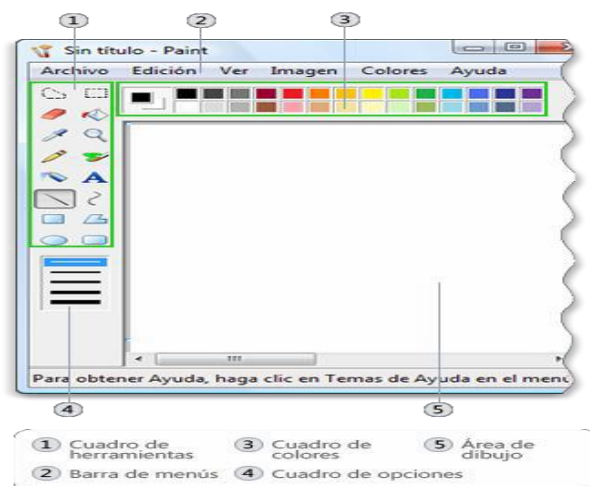 1 2 3
Sin título - Paint
Archivo Edición Ver Imagen Colores Ayuda
A
Para obtener Ayuda, haga clic en Temas de Ayuda en el menú
4 5
1 Cuadro de herramientas
3 Cuadro de colores
5 Área de dibujo
2 Barra de menús
4 Cuadro de opciones